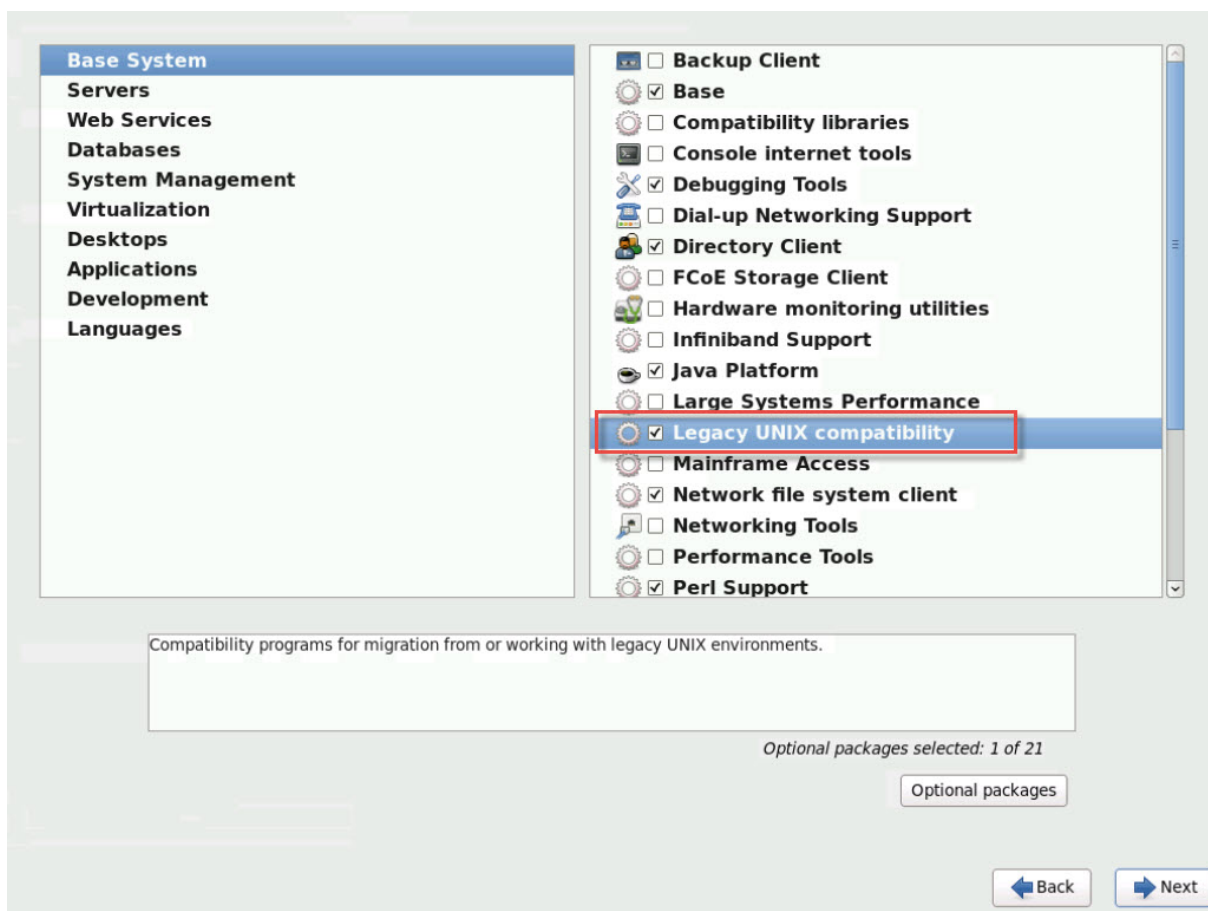 Base System
Servers
Web Services
Databases
System Management
Virtualization
Desktops
Applications
Development
Languages
Backup Client
Base
Compatibility libraries
Console internet tools
Debugging Tools
Dial-up Networking Support
Directory Client
FCoE Storage Client
Hardware monitoring utilities
Infiniband Support
Java Platform
Large Systems Performance
Legacy UNIX compatibility
Mainframe Access
Network file system client
Networking Tools
Performance Tools
Perl Support
Compatibility programs for migration from or working with legacy UNIX environments.
Optional packages selected: 1 of 21
Optional packages
Back
Next